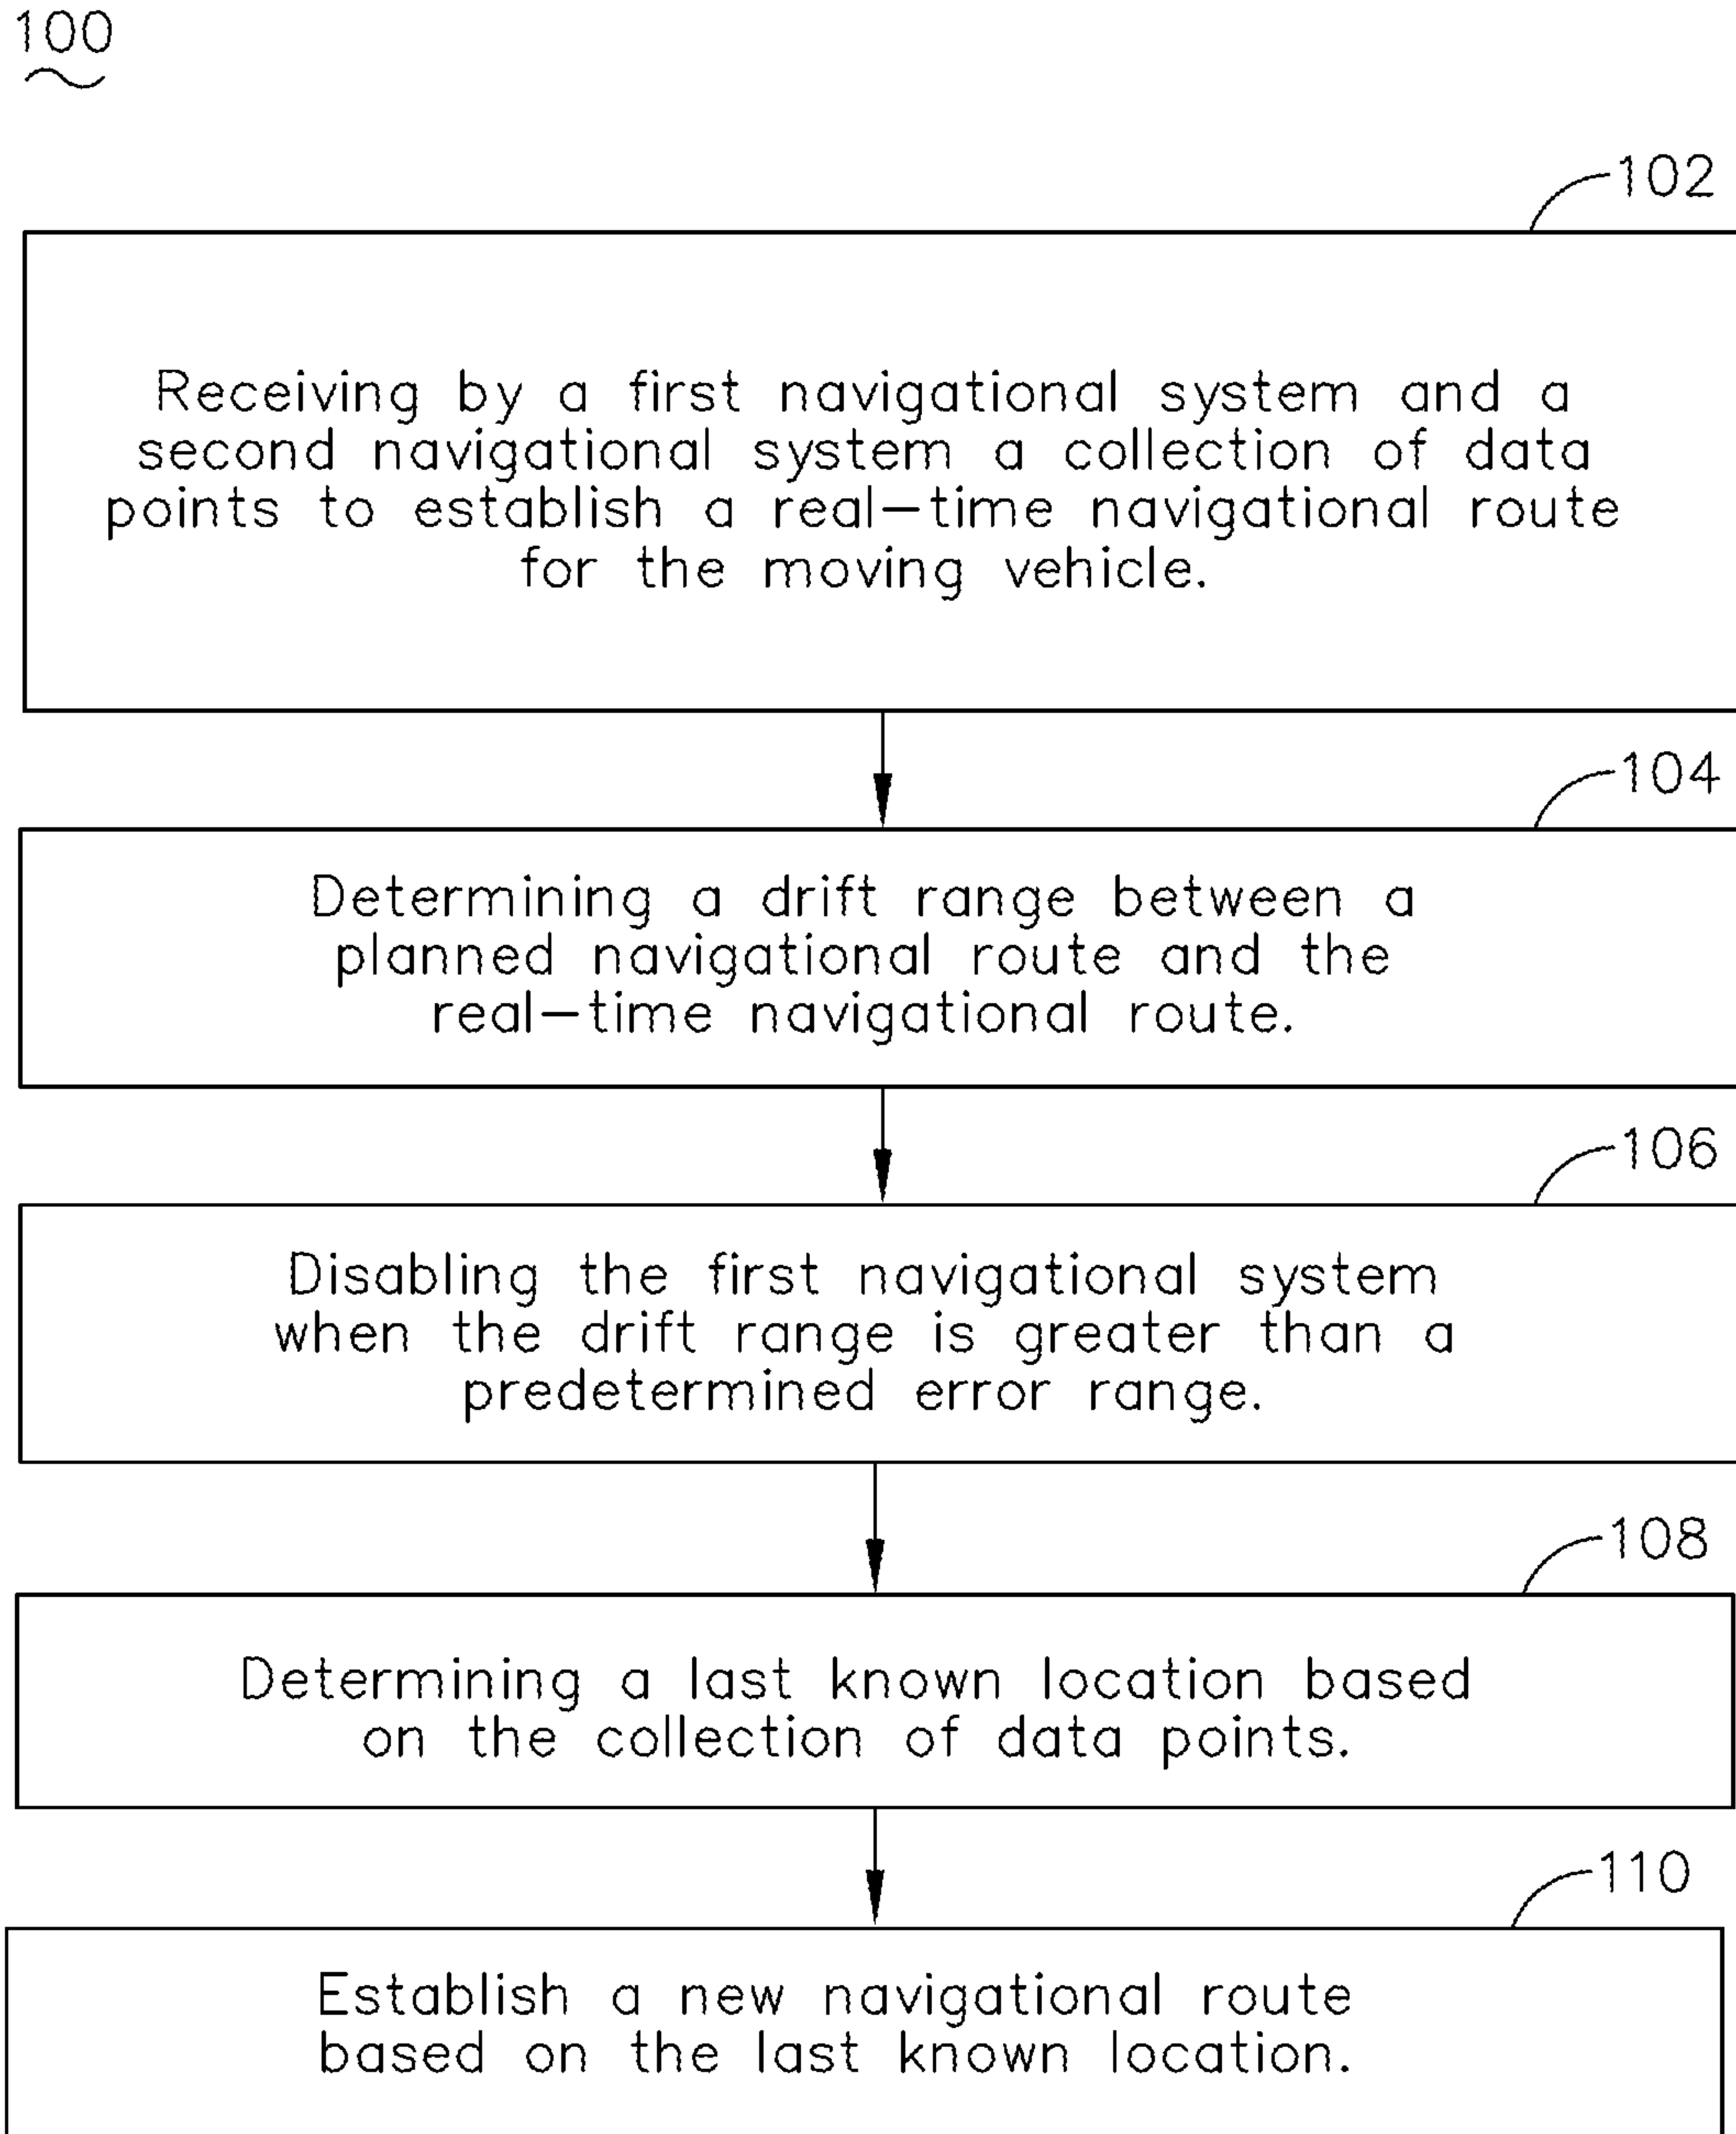 100
102
Receiving by a first navigational system and a
second navigational system a collection of data
points to establish a real-time navigational route
for the moving vehicle.
104
Determining a drift range between a
planned navigational route and the
real-time navigational route.
106
Disabling the first navigational system
when the drift range is greater than a
predetermined error range.
108
Determining a last known location based
on the collection of data points.
110
Establish a new navigational route
based on the last known location.